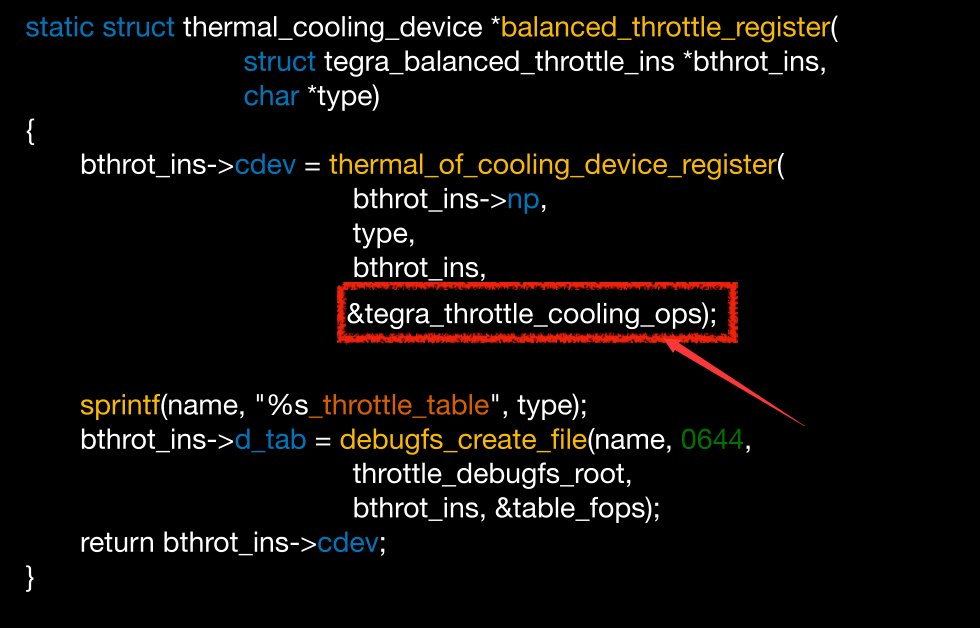 static struct thermal_cooling_device *balanced_throttle_register(
struct tegra_balanced_throttle_ins *bthrot_ins,
char *type)
{
bthrot_ins->cdev = thermal_of_cooling_device_register(
bthrot_ins->np,
type,
bthrot_ins,
&tegra_throttle_cooling_ops);
sprintf(name, "%s_throttle_table", type);
bthrot_ins->d_tab = debugfs_create_file(name, 0644,
throttle_debugfs_root,
bthrot_ins, &table_fops);
return bthrot_ins->cdev;
}